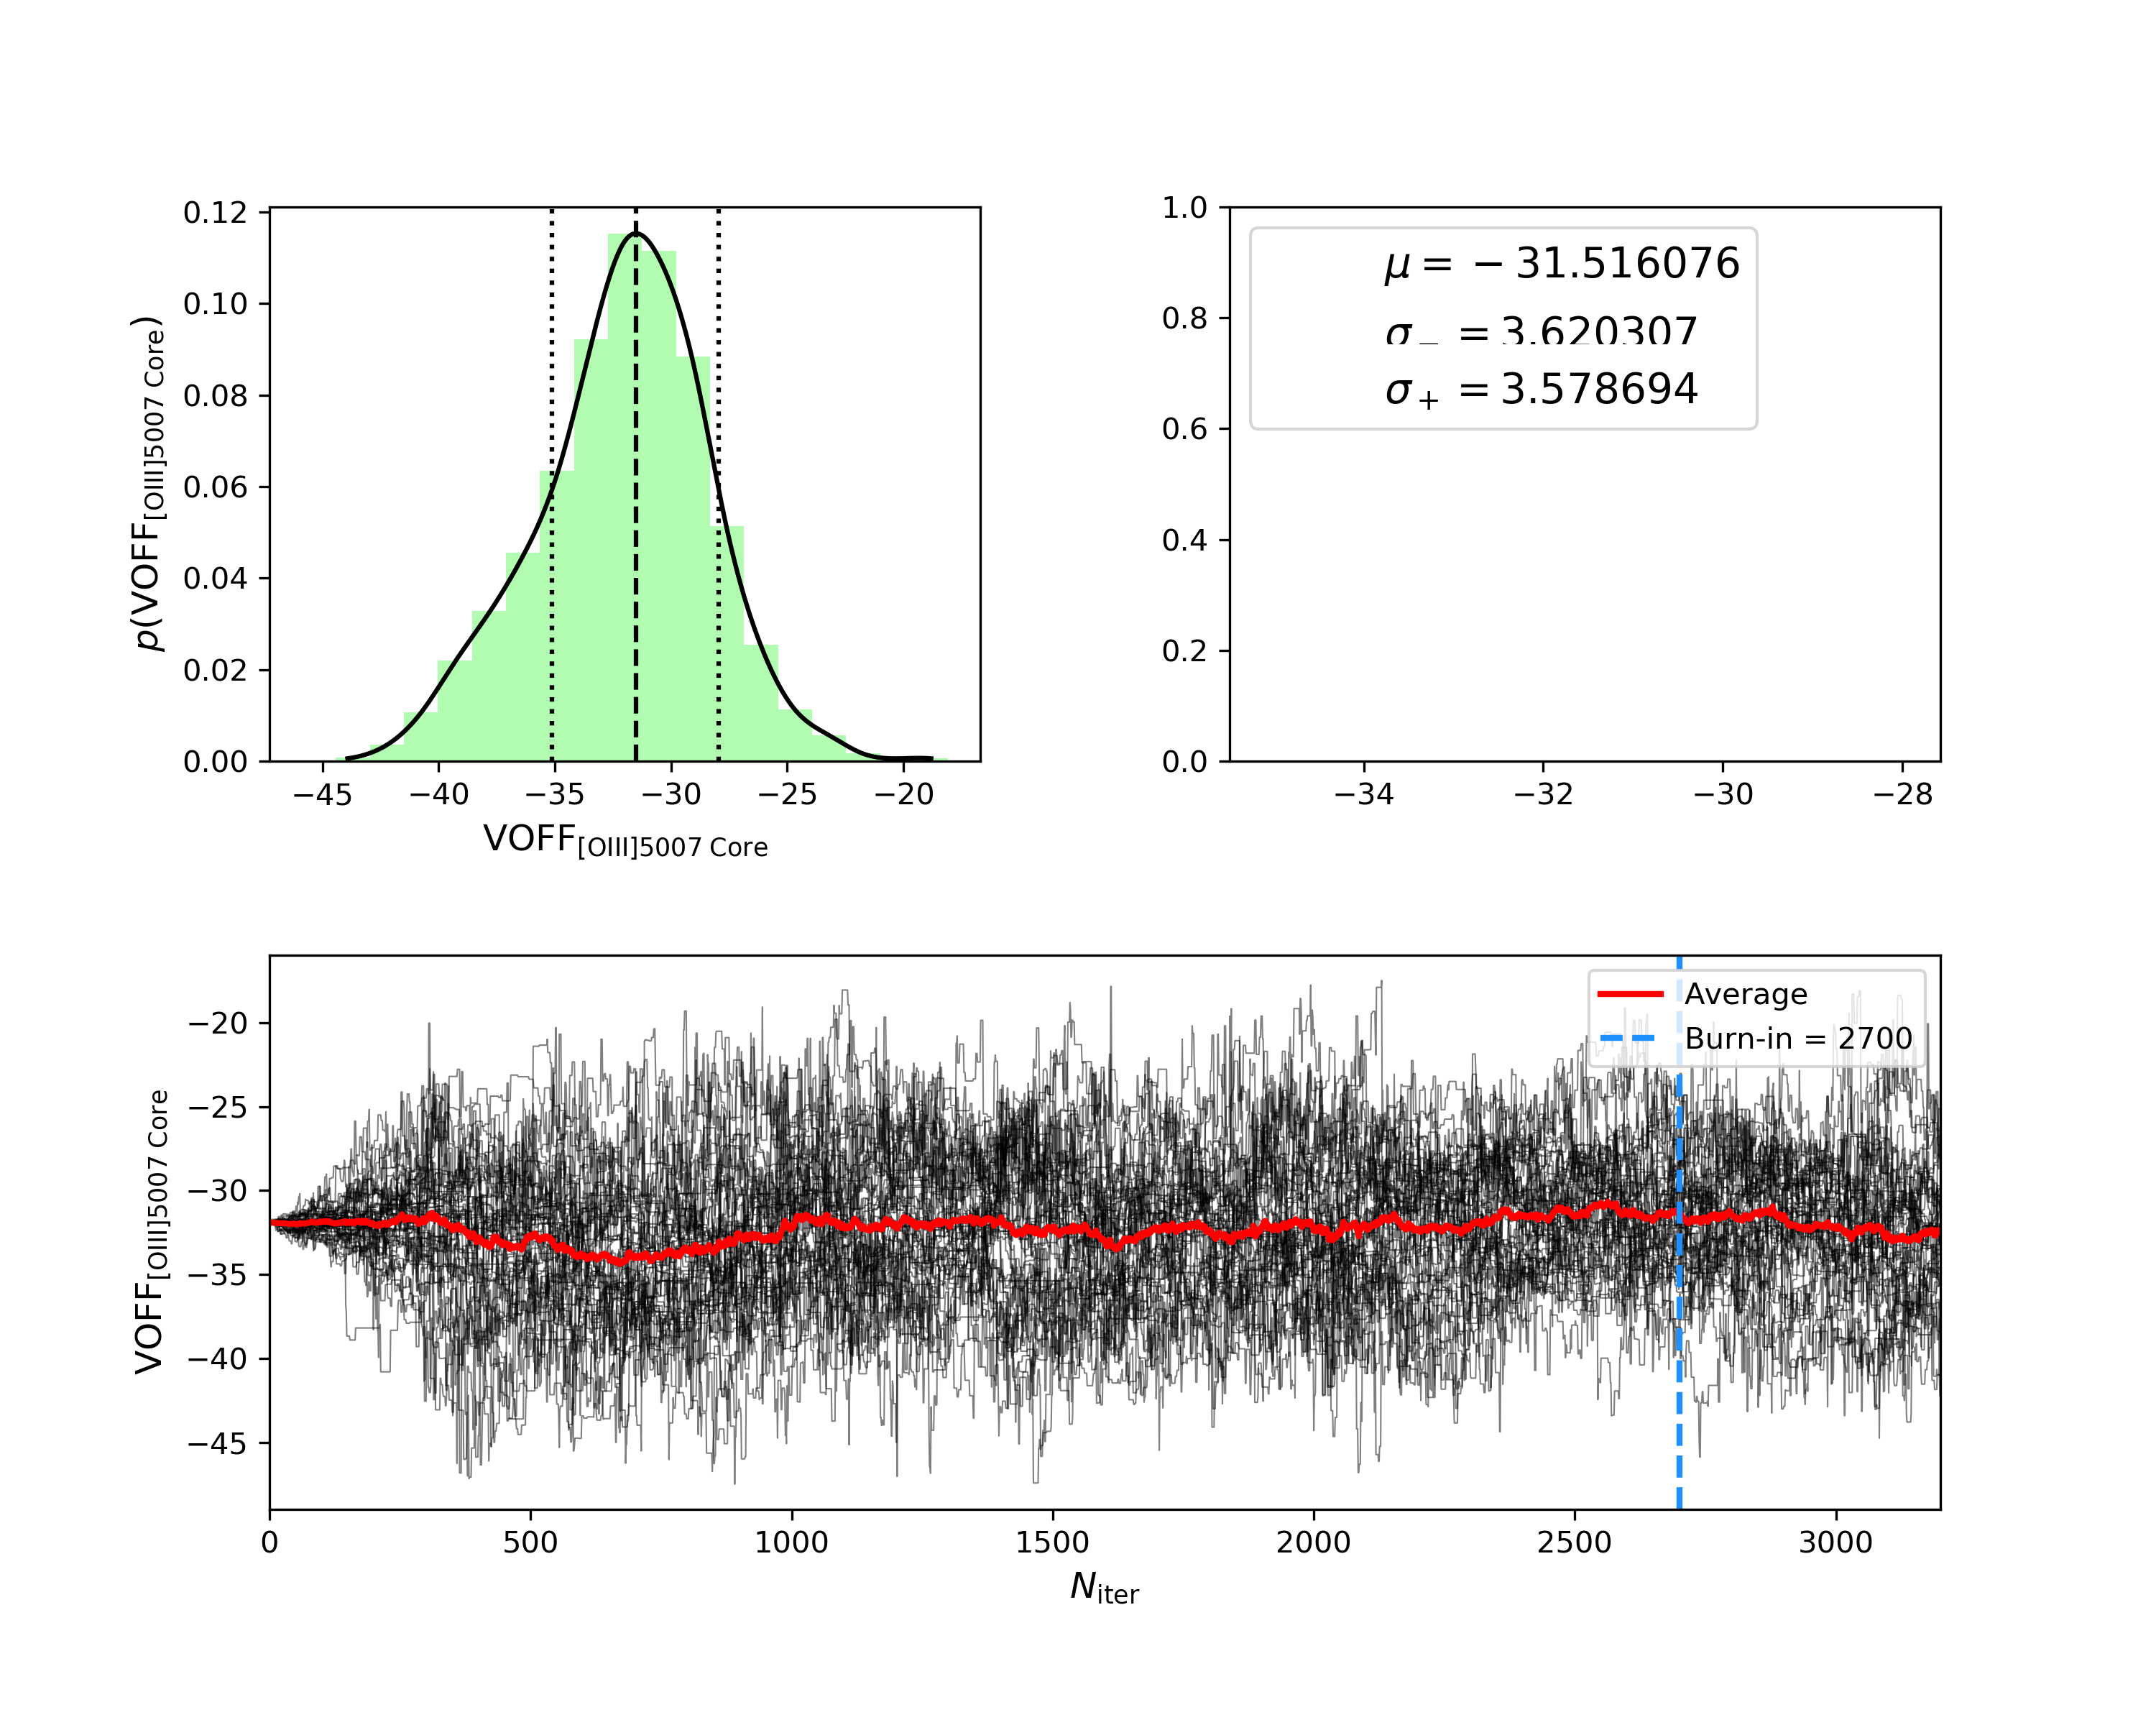 0.12
0.10
0.08
0.06
0.04
0.02
0.00
p(VOFF[OIII]5007 Core)
−45 −40 −35 −30 −25 −20
VOFF[OIII]5007 Core
1.0
0.8
0.6
0.4
0.2
0.0
μ = −31.516076
σ− = 3.620307
σ+ = 3.578694
−34 −32 −30 −28
−20
−25
−30
−35
−40
−45
VOFF[OIII]5007 Core
Average
Burn-in = 2700
0 500 1000 1500 2000 2500 3000
Niter